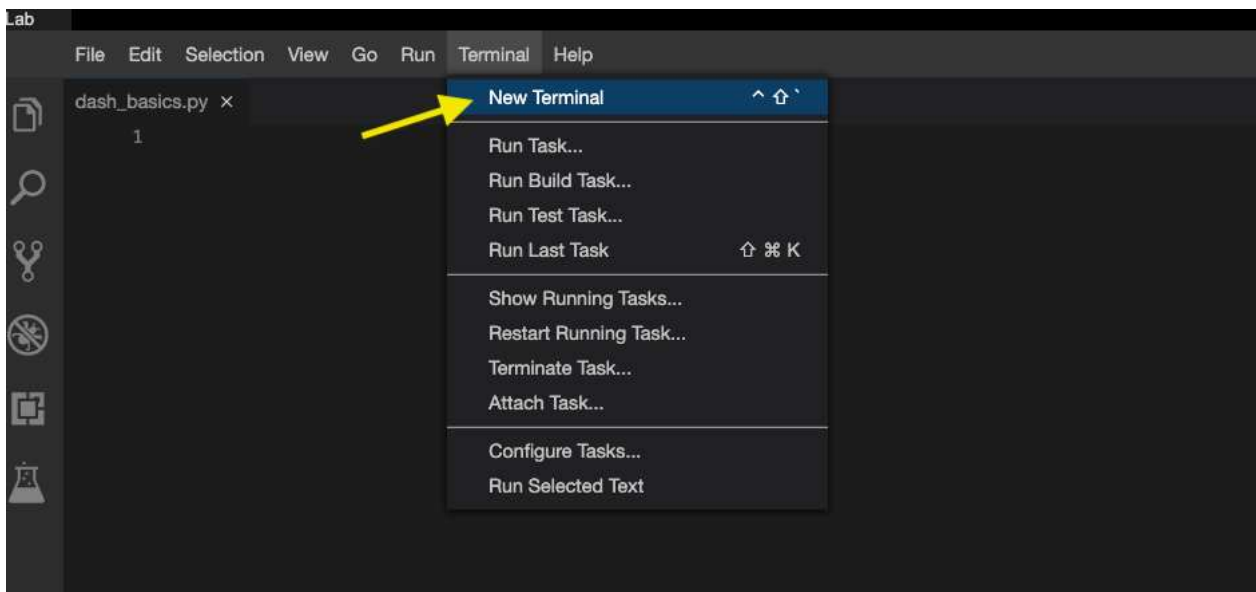 Lab
File Edit Selection View Go Run Terminal Help
dash_basics.py ×
1
New Terminal ^ ⇧ `
Run Task...
Run Build Task...
Run Test Task...
Run Last Task ⇧ ⌘ K
Show Running Tasks...
Restart Running Task...
Terminate Task...
Attach Task...
Configure Tasks...
Run Selected Text